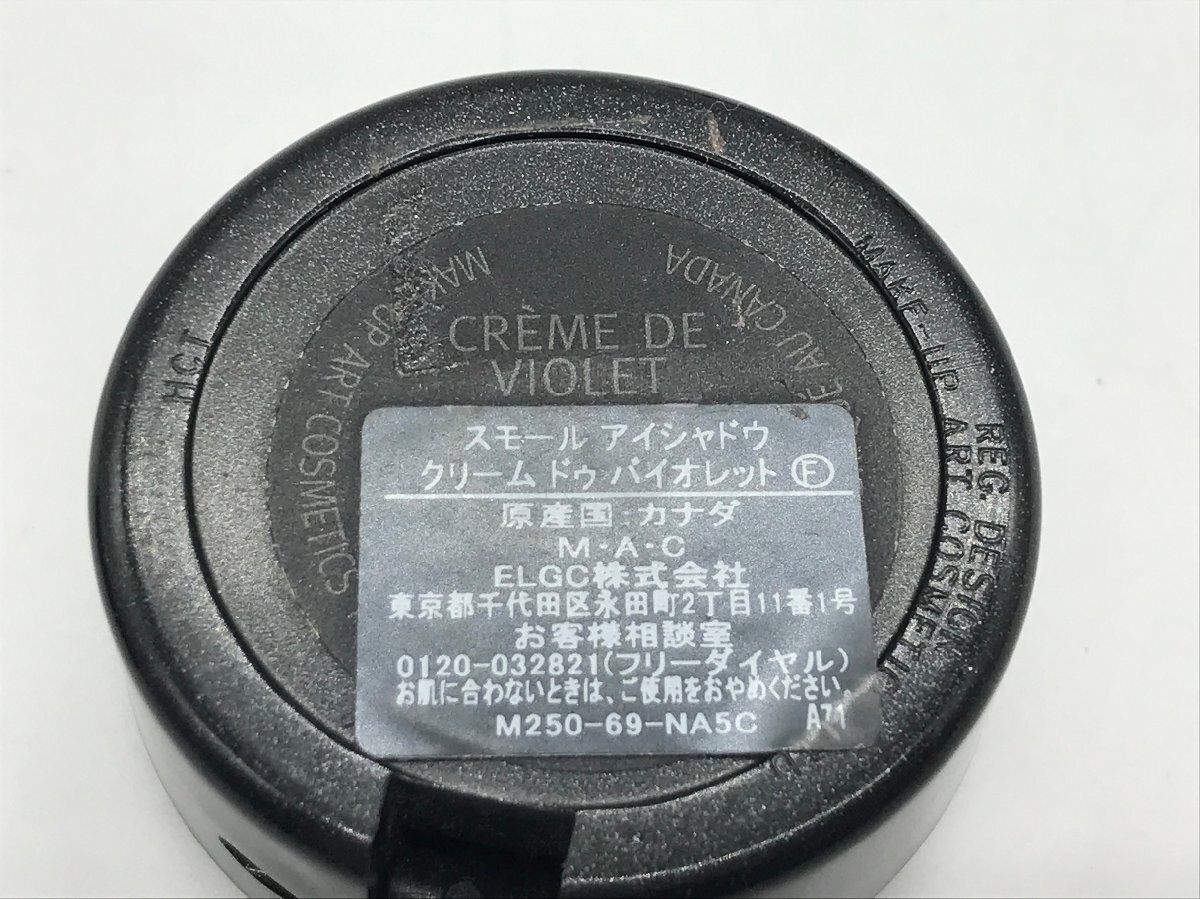 MAKE-UP ART COSMETICS
AU CANADA
CRÈME DE
VIOLET
HCT
REG. DESIGN
MAKE-UP ART COSMETICS
スモール アイシャドウ
クリーム ドゥ バイオレット Ⓕ
原産国:カナダ
M・A・C
ELGC株式会社
東京都千代田区永田町2丁目11番1号
お客様相談室
0120-032821(フリーダイヤル)
お肌に合わないときは、ご使用をおやめください。
M250-69-NA5C A71